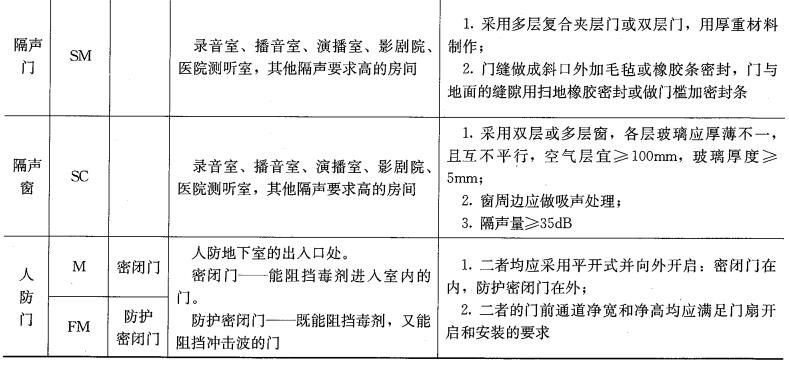 隔声
门
SM
录音室、播音室、演播室、影剧院、
医院测听室，其他隔声要求高的房间
1. 采用多层复合夹层门或双层门，用厚重材料
制作；
2. 门缝做成斜口外加毛毡或橡胶条密封，门与
地面的缝隙用扫地橡胶密封或做门槛加密封条
隔声
窗
SC
录音室、播音室、演播室、影剧院、
医院测听室，其他隔声要求高的房间
1. 采用双层或多层窗，各层玻璃应厚薄不一，
且互不平行，空气层宜≥100mm，玻璃厚度≥
5mm；
2. 窗周边应做吸声处理；
3. 隔声量≥35dB
人
防
门
M
密闭门
FM
防护
密闭门
人防地下室的出入口处。
密闭门——能阻挡毒剂进入室内的
门。
防护密闭门——既能阻挡毒剂，又能
阻挡冲击波的门
1. 二者均应采用平开式并向外开启：密闭门在
内，防护密闭门在外；
2. 二者的门前通道净宽和净高均应满足门扇开
启和安装的要求